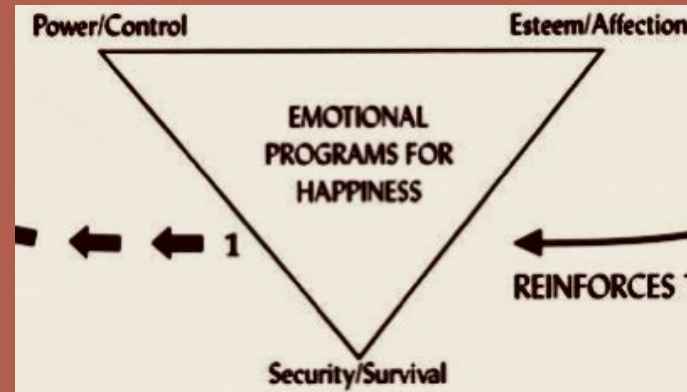 Power/Control
Esteem/Affection
EMOTIONAL
PROGRAMS FOR
HAPPINESS
1
REINFORCES
Security/Survival